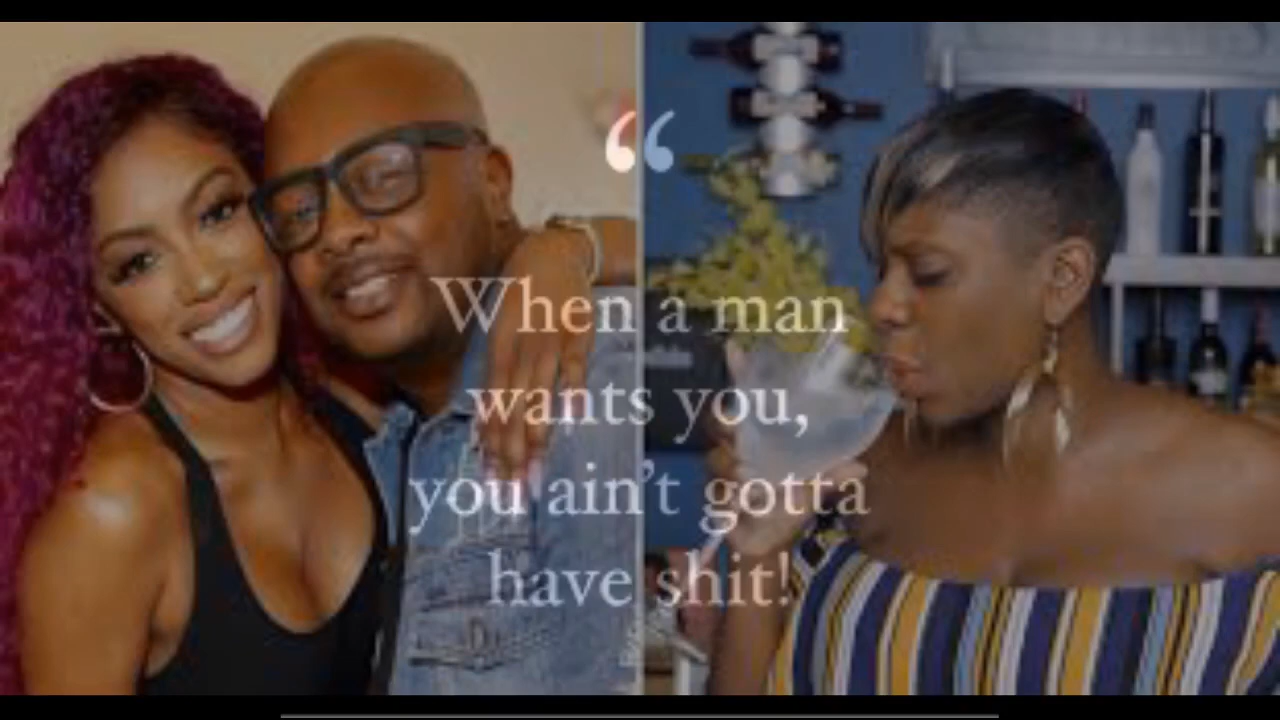 “
When a man
wants you,
you ain’t gotta
have shit!